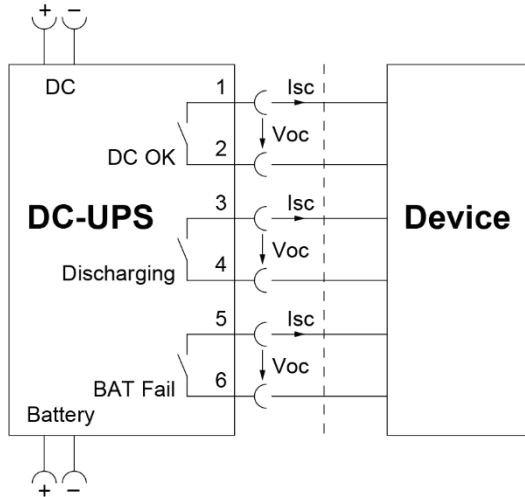 + −
DC
1 Isc
Voc
DC OK 2
DC-UPS Device
3 Isc
Voc
Discharging 4
5 Isc
Voc
BAT Fail 6
Battery
+ −